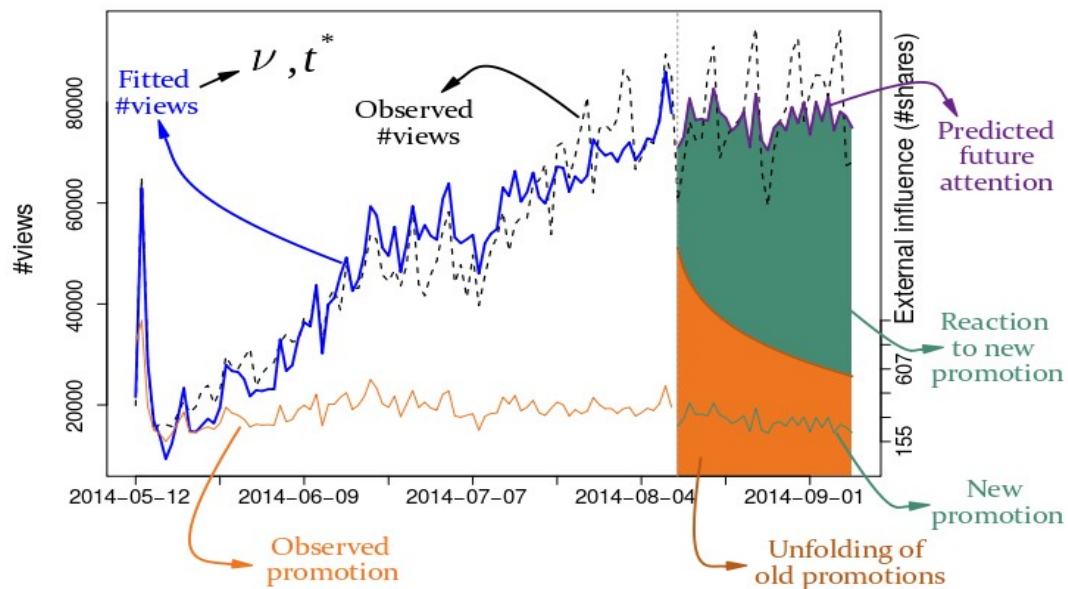 ν , t*
Fitted
#views
Observed
#views
Predicted
future
attention
Reaction
to new
promotion
New
promotion
Observed
promotion
Unfolding of
old promotions
#views
80000
60000
40000
20000
External influence (#shares)
607
155
2014-05-12
2014-06-09
2014-07-07
2014-08-04
2014-09-01